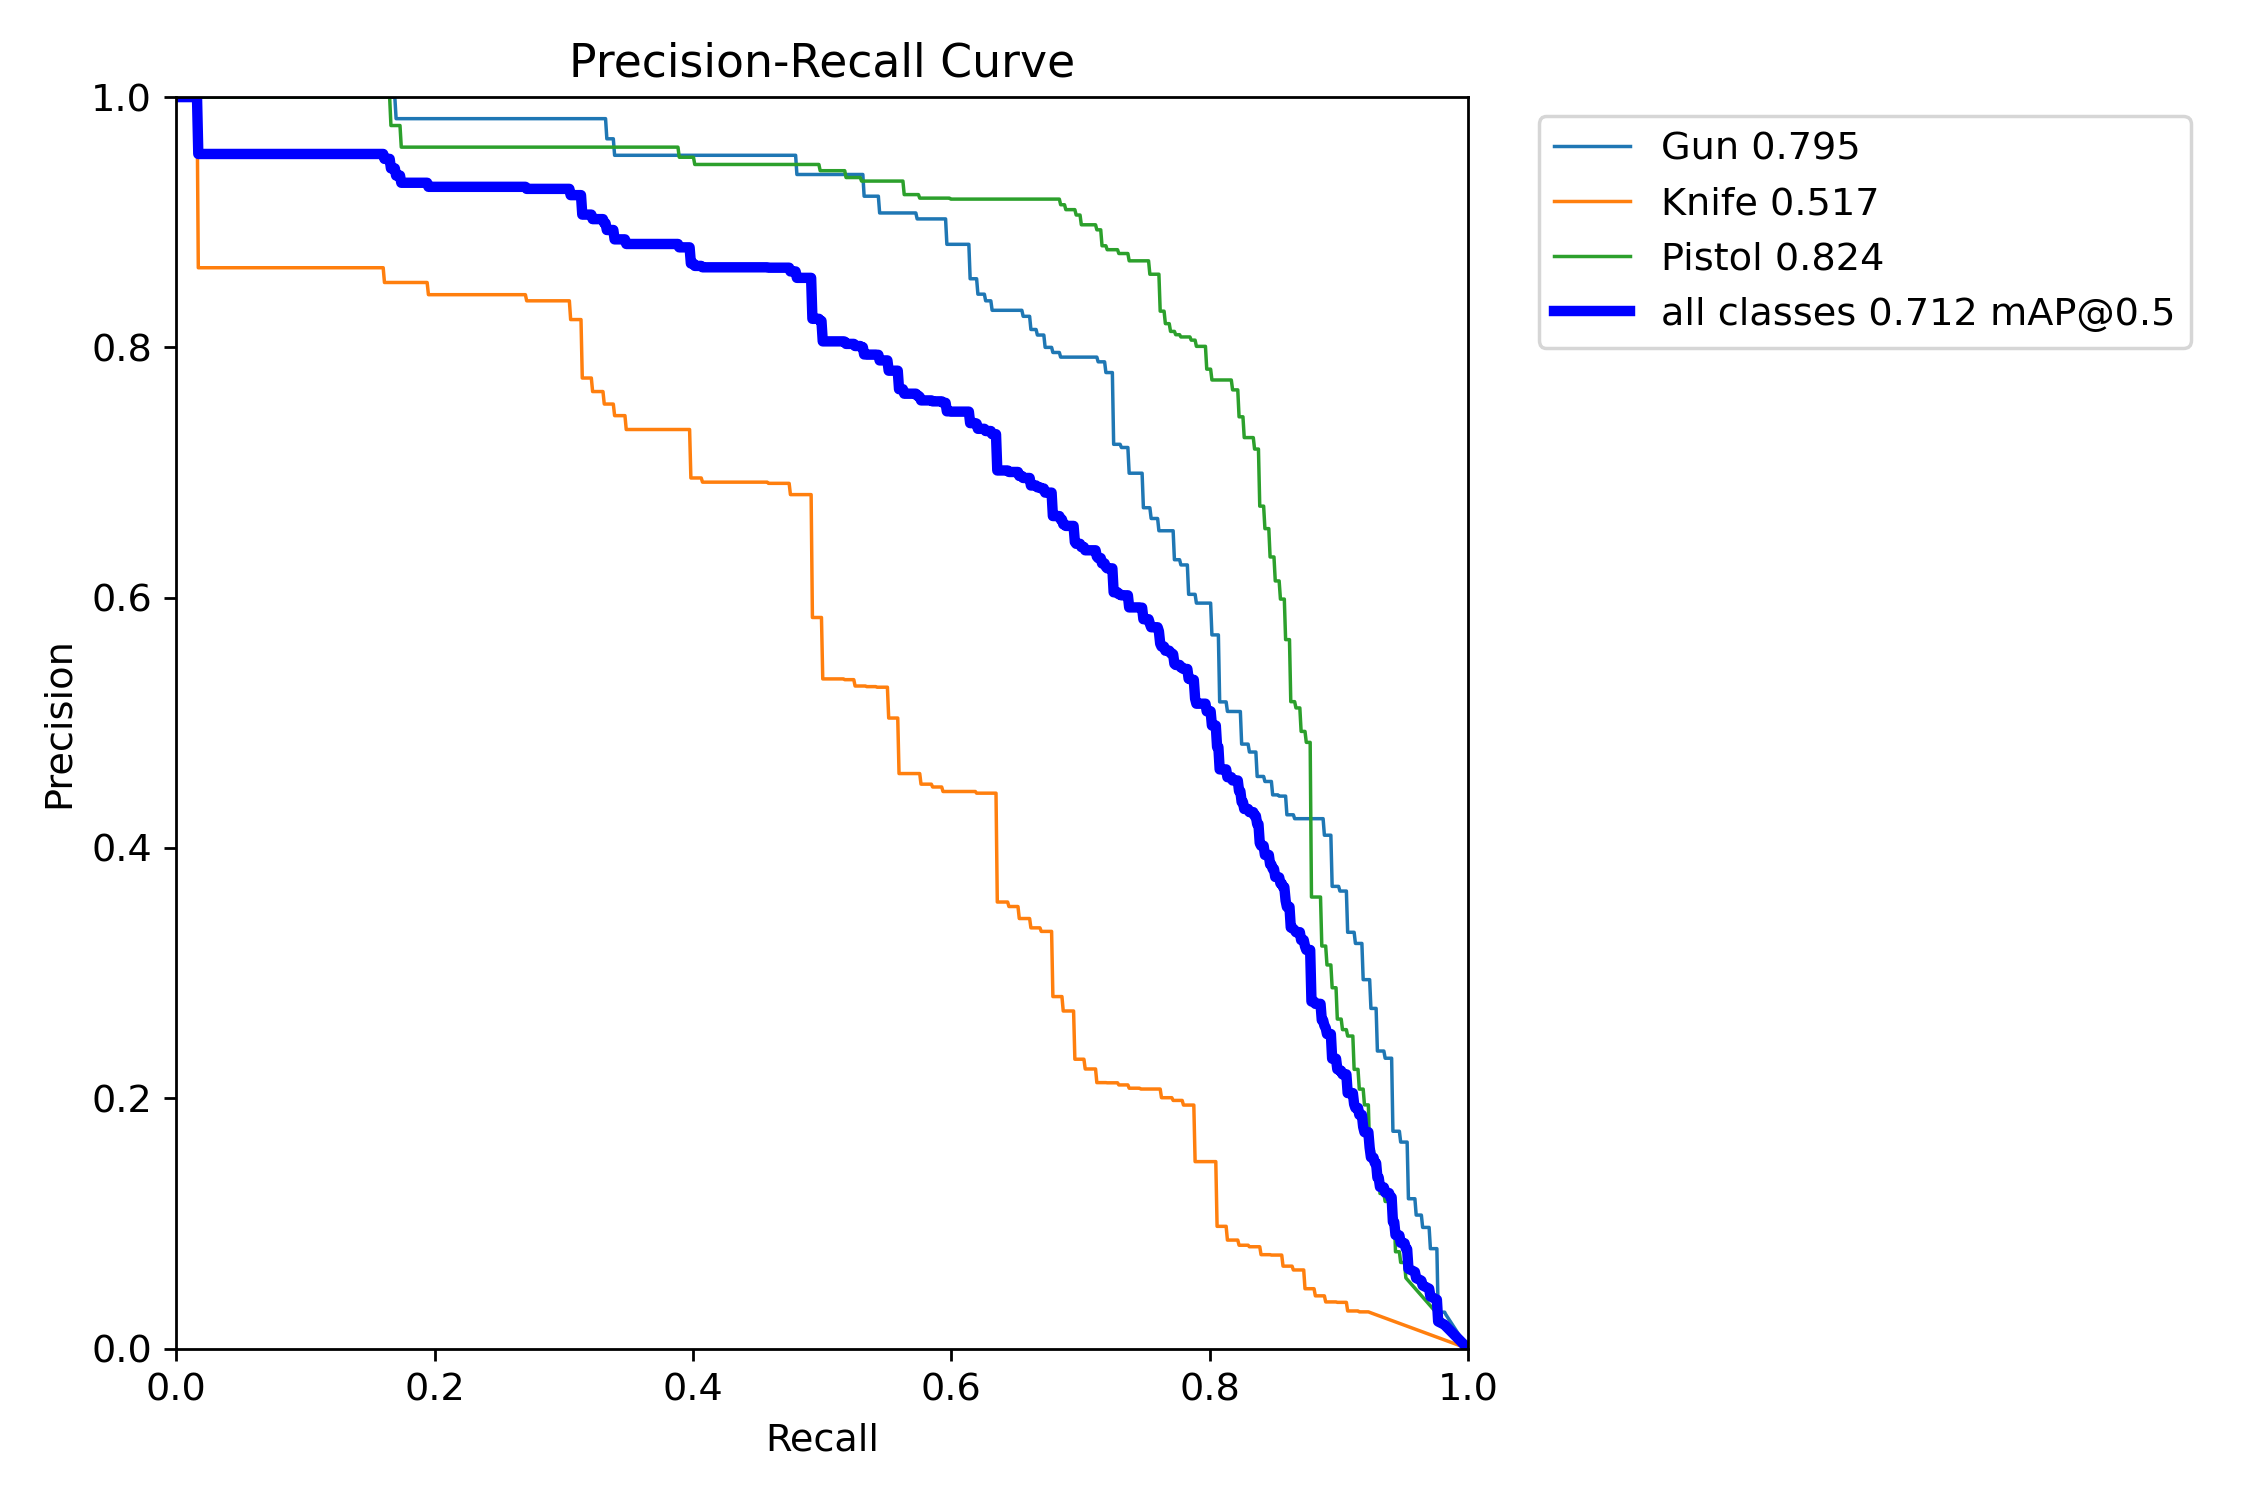 Precision-Recall Curve
1.0
0.8
0.6
0.4
0.2
0.0
Precision
0.0 0.2 0.4 0.6 0.8 1.0
Recall
Gun 0.795
Knife 0.517
Pistol 0.824
all classes 0.712 mAP@0.5